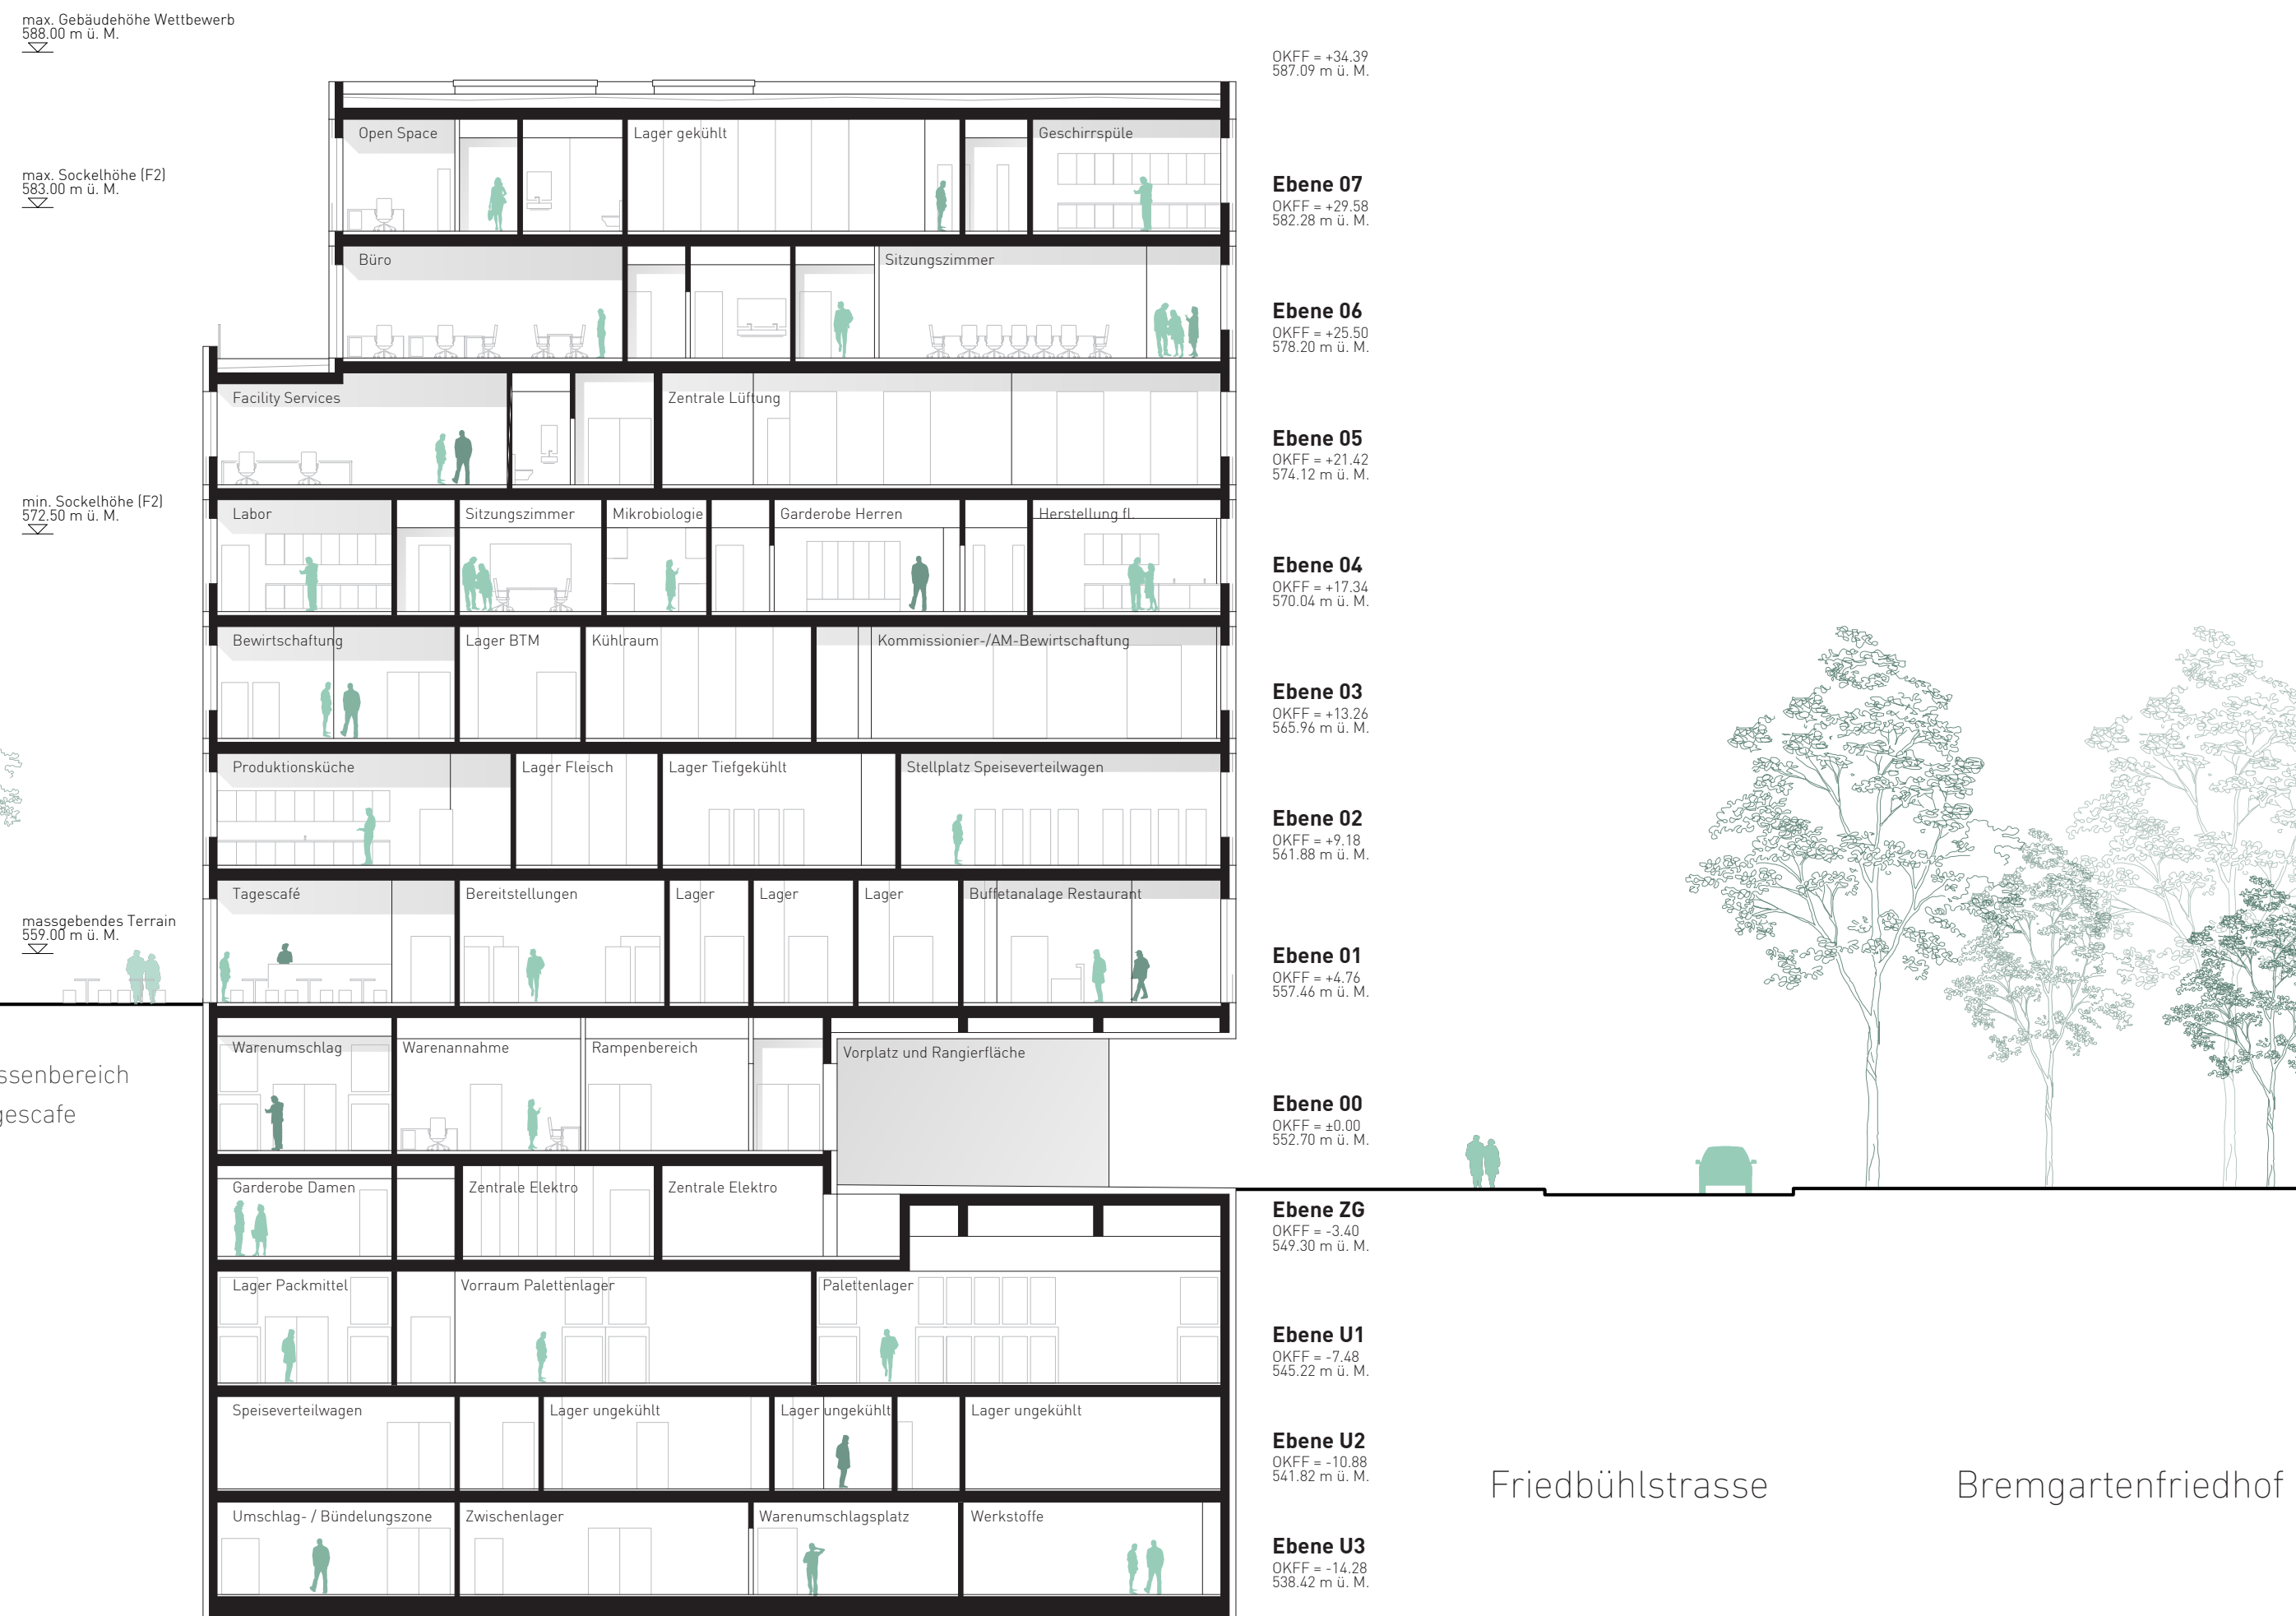 max. Gebäudehöhe Wettbewerb
588.00 m ü. M.
OKFF = +34.39
587.09 m ü. M.
Open Space
Lager gekühlt
Geschirrspüle
max. Sockelhöhe (F2)
583.00 m ü. M.
Ebene 07
OKFF = +29.58
582.28 m ü. M.
Büro
Sitzungszimmer
Ebene 06
OKFF = +25.50
578.20 m ü. M.
Facility Services
Zentrale Lüftung
Ebene 05
OKFF = +21.42
574.12 m ü. M.
min. Sockelhöhe (F2)
572.50 m ü. M.
Labor
Sitzungszimmer
Mikrobiologie
Garderobe Herren
Herstellung fl.
Ebene 04
OKFF = +17.34
570.04 m ü. M.
Bewirtschaftung
Lager BTM
Kühlraum
Kommissionier-/AM-Bewirtschaftung
Ebene 03
OKFF = +13.26
565.96 m ü. M.
Produktionsküche
Lager Fleisch
Lager Tiefgekühlt
Stellplatz Speiseverteilwagen
Ebene 02
OKFF = +9.18
561.88 m ü. M.
Tagescafé
Bereitstellungen
Lager
Lager
Lager
Buffetanalage Restaurant
massgebendes Terrain
559.00 m ü. M.
Ebene 01
OKFF = +4.76
557.46 m ü. M.
ssenbereich
gescafe
Warenumschlag
Warenannahme
Rampenbereich
Vorplatz und Rangierfläche
Ebene 00
OKFF = ±0.00
552.70 m ü. M.
Garderobe Damen
Zentrale Elektro
Zentrale Elektro
Ebene ZG
OKFF = -3.40
549.30 m ü. M.
Lager Packmittel
Vorraum Palettenlager
Palettenlager
Ebene U1
OKFF = -7.48
545.22 m ü. M.
Speiseverteilwagen
Lager ungekühlt
Lager ungekühlt
Lager ungekühlt
Ebene U2
OKFF = -10.88
541.82 m ü. M.
Friedbühlstrasse
Bremgartenfriedhof
Umschlag- / Bündelungszone
Zwischenlager
Warenumschlagsplatz
Werkstoffe
Ebene U3
OKFF = -14.28
538.42 m ü. M.